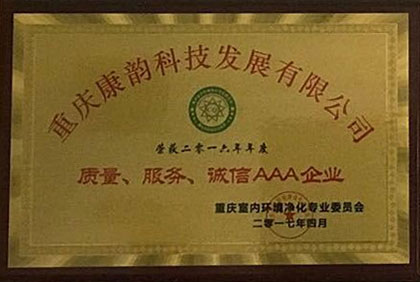 重庆康韵科技发展有限公司
荣获二零一六年年度
质量、服务、诚信AAA企业
重庆室内环境净化专业委员会
二〇一七年四月